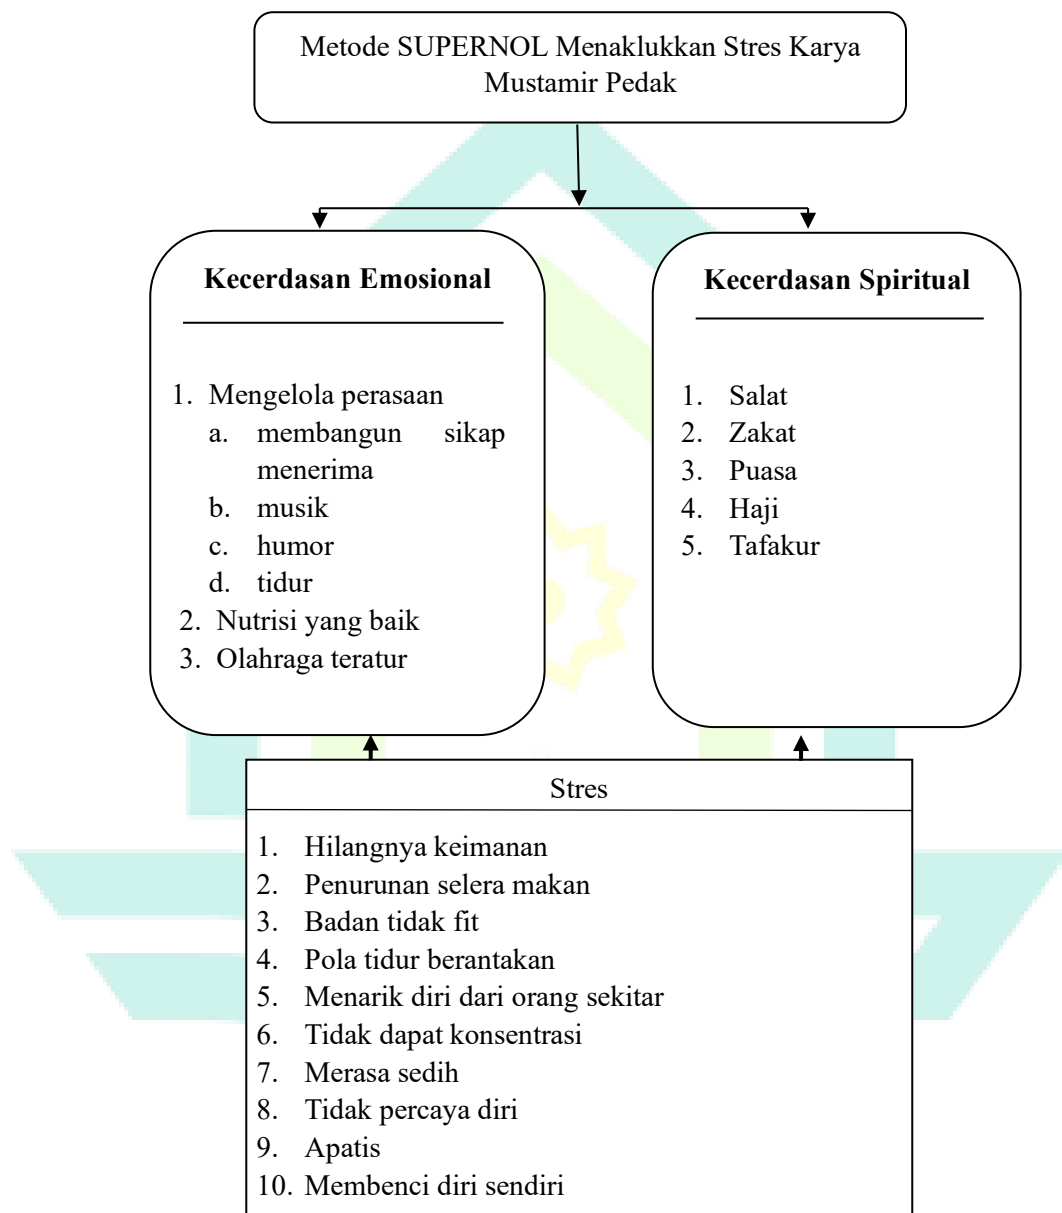 Metode SUPERNOL Menaklukkan Stres Karya
Mustamir Pedak
Kecerdasan Emosional
1. Mengelola perasaan
a. membangun sikap
menerima
b. musik
c. humor
d. tidur
2. Nutrisi yang baik
3. Olahraga teratur
Kecerdasan Spiritual
1. Salat
2. Zakat
3. Puasa
4. Haji
5. Tafakur
Stres
1. Hilangnya keimanan
2. Penurunan selera makan
3. Badan tidak fit
4. Pola tidur berantakan
5. Menarik diri dari orang sekitar
6. Tidak dapat konsentrasi
7. Merasa sedih
8. Tidak percaya diri
9. Apatis
10. Membenci diri sendiri